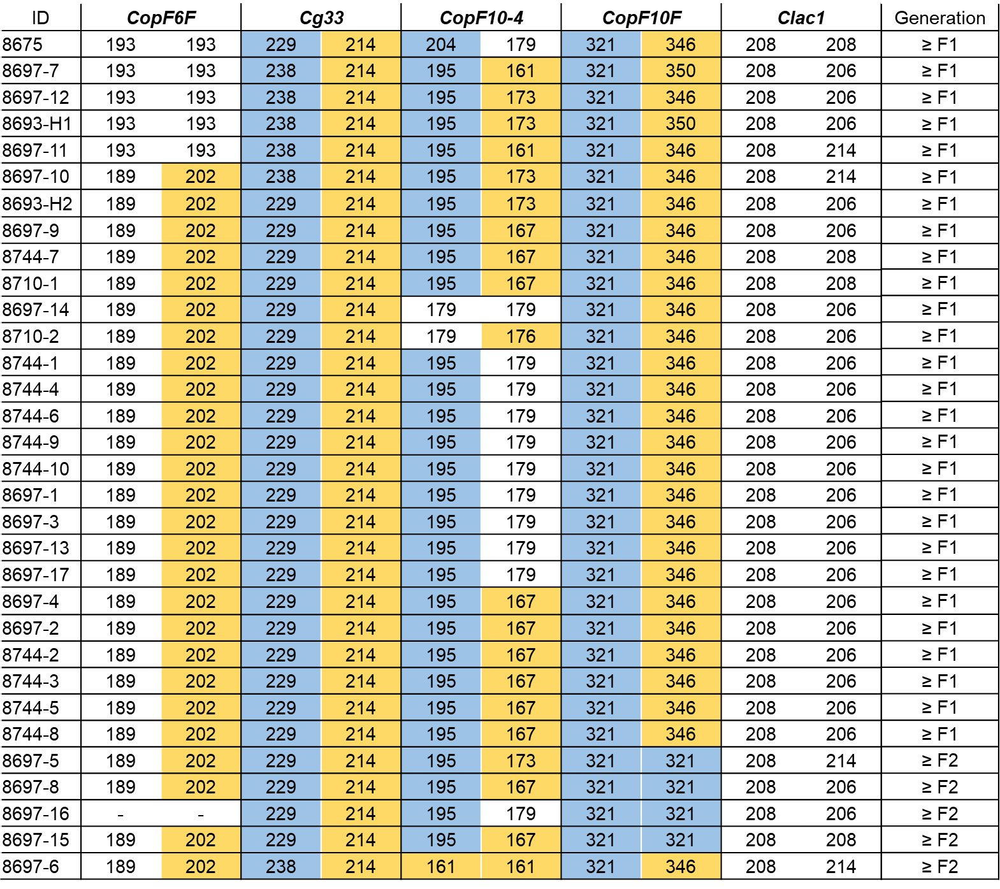 ID CopF6F Cg33 CopF10-4 CopF10F Clac1 Generation
8675 193 193 229 214 204 179 321 346 208 208 ≥ F1
8697-7 193 193 238 214 195 161 321 350 208 206 ≥ F1
8697-12 193 193 238 214 195 173 321 346 208 206 ≥ F1
8693-H1 193 193 238 214 195 173 321 350 208 206 ≥ F1
8697-11 193 193 238 214 195 161 321 346 208 214 ≥ F1
8697-10 189 202 238 214 195 173 321 346 208 214 ≥ F1
8693-H2 189 202 229 214 195 173 321 346 208 206 ≥ F1
8697-9 189 202 229 214 195 167 321 346 208 206 ≥ F1
8744-7 189 202 229 214 195 167 321 346 208 208 ≥ F1
8710-1 189 202 229 214 195 167 321 346 208 208 ≥ F1
8697-14 189 202 229 214 179 179 321 346 208 206 ≥ F1
8710-2 189 202 229 214 179 176 321 346 208 206 ≥ F1
8744-1 189 202 229 214 195 179 321 346 208 206 ≥ F1
8744-4 189 202 229 214 195 179 321 346 208 206 ≥ F1
8744-6 189 202 229 214 195 179 321 346 208 206 ≥ F1
8744-9 189 202 229 214 195 179 321 346 208 206 ≥ F1
8744-10 189 202 229 214 195 179 321 346 208 206 ≥ F1
8697-1 189 202 229 214 195 179 321 346 208 206 ≥ F1
8697-3 189 202 229 214 195 179 321 346 208 206 ≥ F1
8697-13 189 202 229 214 195 179 321 346 208 206 ≥ F1
8697-17 189 202 229 214 195 179 321 346 208 206 ≥ F1
8697-4 189 202 229 214 195 167 321 346 208 206 ≥ F1
8697-2 189 202 229 214 195 167 321 346 208 206 ≥ F1
8744-2 189 202 229 214 195 167 321 346 208 206 ≥ F1
8744-3 189 202 229 214 195 167 321 346 208 206 ≥ F1
8744-5 189 202 229 214 195 167 321 346 208 206 ≥ F1
8744-8 189 202 229 214 195 167 321 346 208 206 ≥ F1
8697-5 189 202 229 214 195 173 321 321 208 214 ≥ F2
8697-8 189 202 229 214 195 167 321 321 208 206 ≥ F2
8697-16 - - 229 214 195 179 321 321 208 206 ≥ F2
8697-15 189 202 229 214 195 167 321 321 208 208 ≥ F2
8697-6 189 202 238 214 161 161 321 346 208 214 ≥ F2